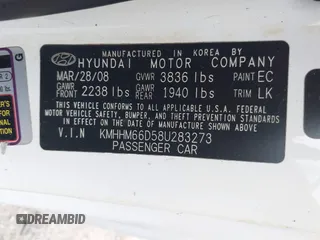 MANUFACTURED IN KOREA BY
HYUNDAI MOTOR COMPANY
MAR/28/08 GVWR 3836 lbs PAINT EC
GAWR FRONT 2238 lbs GAWR REAR 1940 lbs TRIM LK
THIS VEHICLE CONFORMS TO ALL APPLICABLE U.S. FEDERAL
MOTOR VEHICLE SAFETY, BUMPER, AND THEFT PREVENTION
STANDARDS IN EFFECT ON THE DATE OF MANUFACTURE SHOWN ABOVE.
V.I.N KMHHM66D58U283273
PASSENGER CAR
DREAMBID